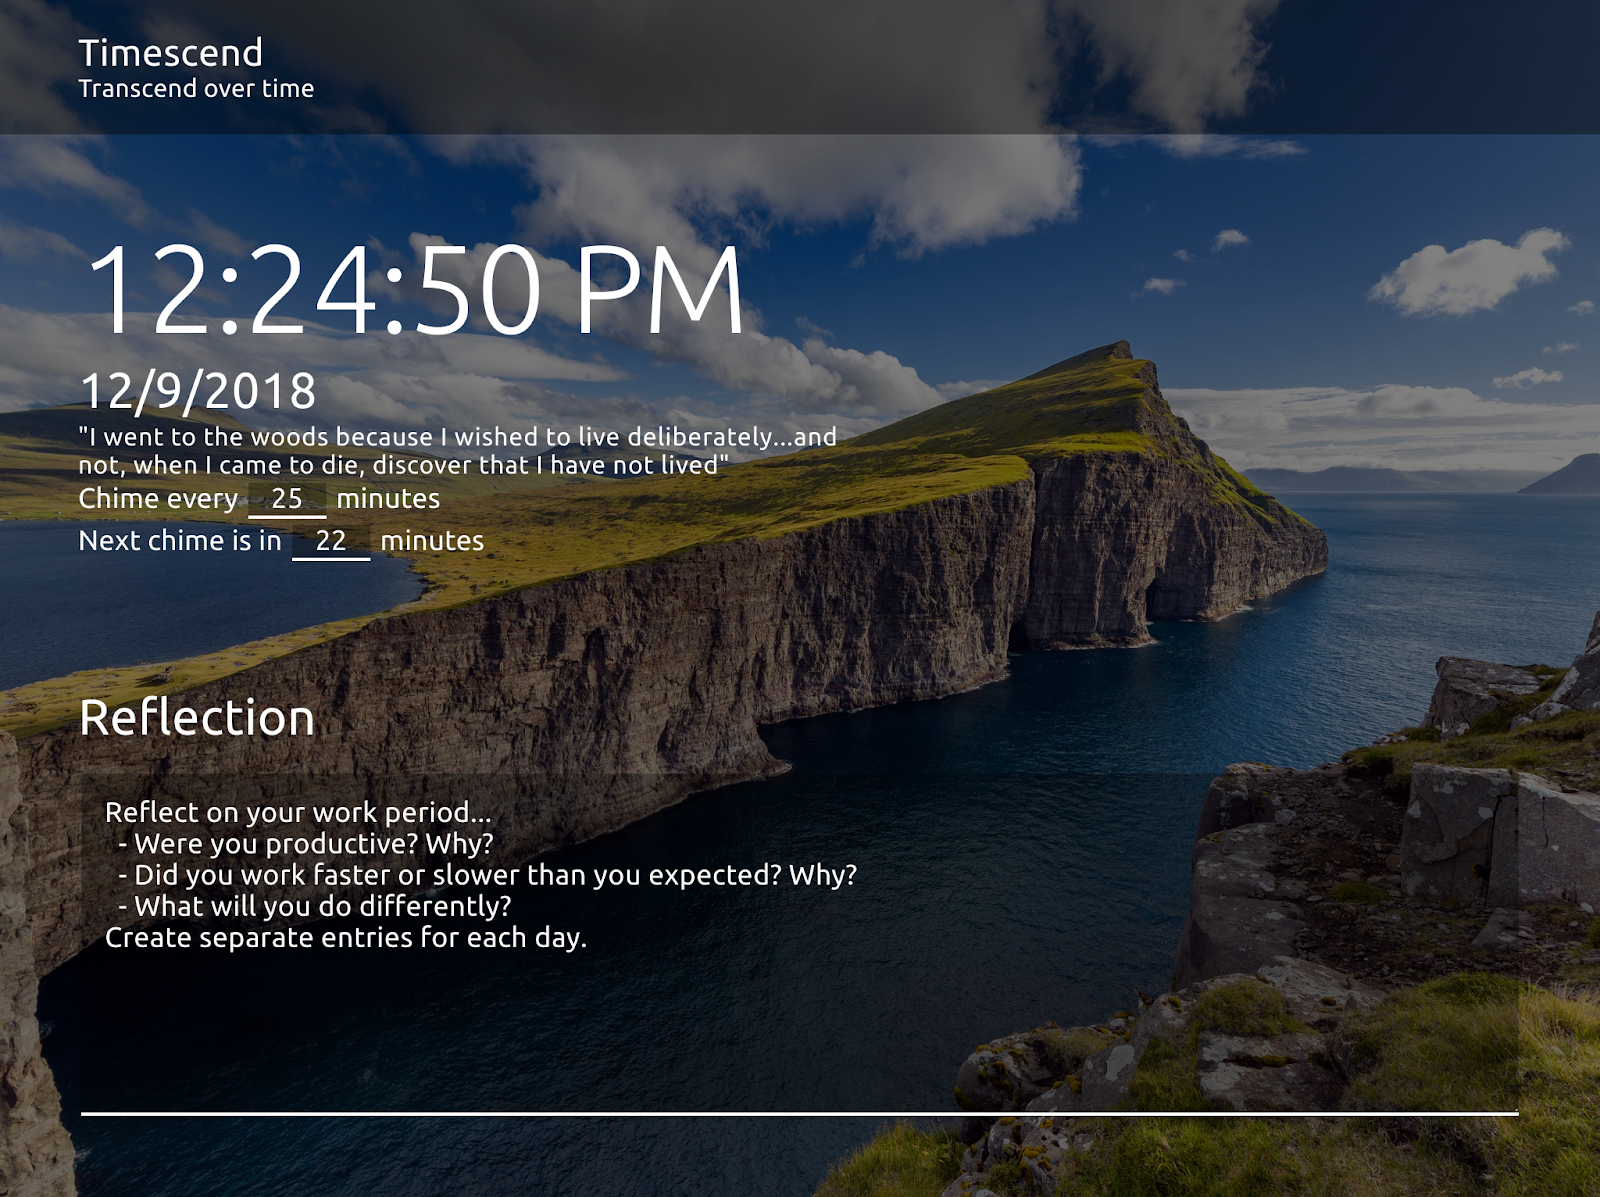 Timescend
Transcend over time
12:24:50 PM
12/9/2018
"I went to the woods because I wished to live deliberately...and
not, when I came to die, discover that I have not lived"
Chime every 25 minutes
Next chime is in 22 minutes
Reflection
Reflect on your work period...
- Were you productive? Why?
- Did you work faster or slower than you expected? Why?
- What will you do differently?
Create separate entries for each day.